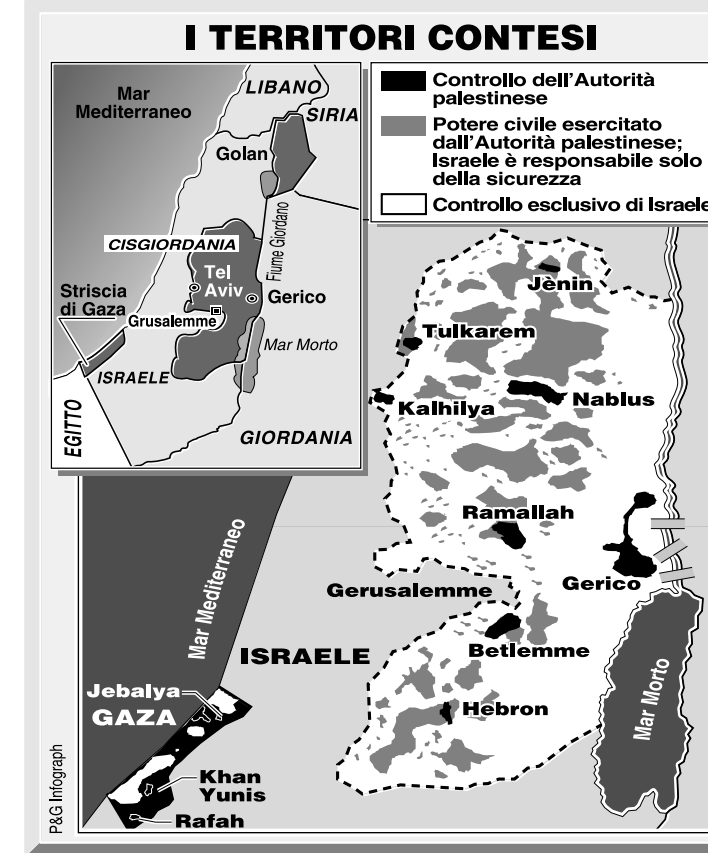 I TERRITORI CONTESI
Mar
Mediterraneo
LIBANO
SIRIA
Golan
CISGIORDANIA
Fiume Giordano
Tel
Aviv
Gerico
Striscia
di Gaza
Grusalemme
Mar Morto
ISRAELE
EGITTO
GIORDANIA
Controllo dell'Autorità
palestinese
Potere civile esercitato
dall'Autorità palestinese;
Israele è responsabile solo
della sicurezza
Controllo esclusivo di Israele
Jènin
Tulkarem
Kalhilya
Nablus
Ramallah
Gerico
Gerusalemme
Betlemme
Hebron
Mar Mediterraneo
ISRAELE
Mar Morto
Jebalya
GAZA
Khan
Yunis
Rafah
P&G Infograph